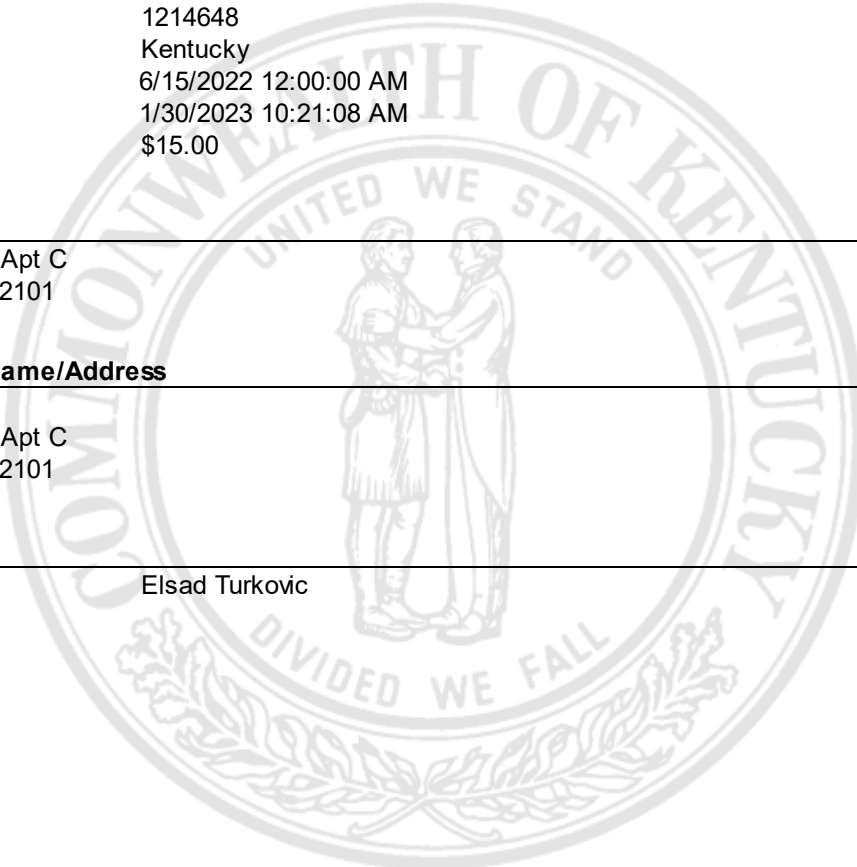 1214648
Kentucky
6/15/2022 12:00:00 AM
1/30/2023 10:21:08 AM
$15.00
Apt C
2101
ame/Address
Apt C
2101
Elsad Turkovic
COMMONWEALTH OF KENTUCKY
UNITED WE STAND
DIVIDED WE FALL